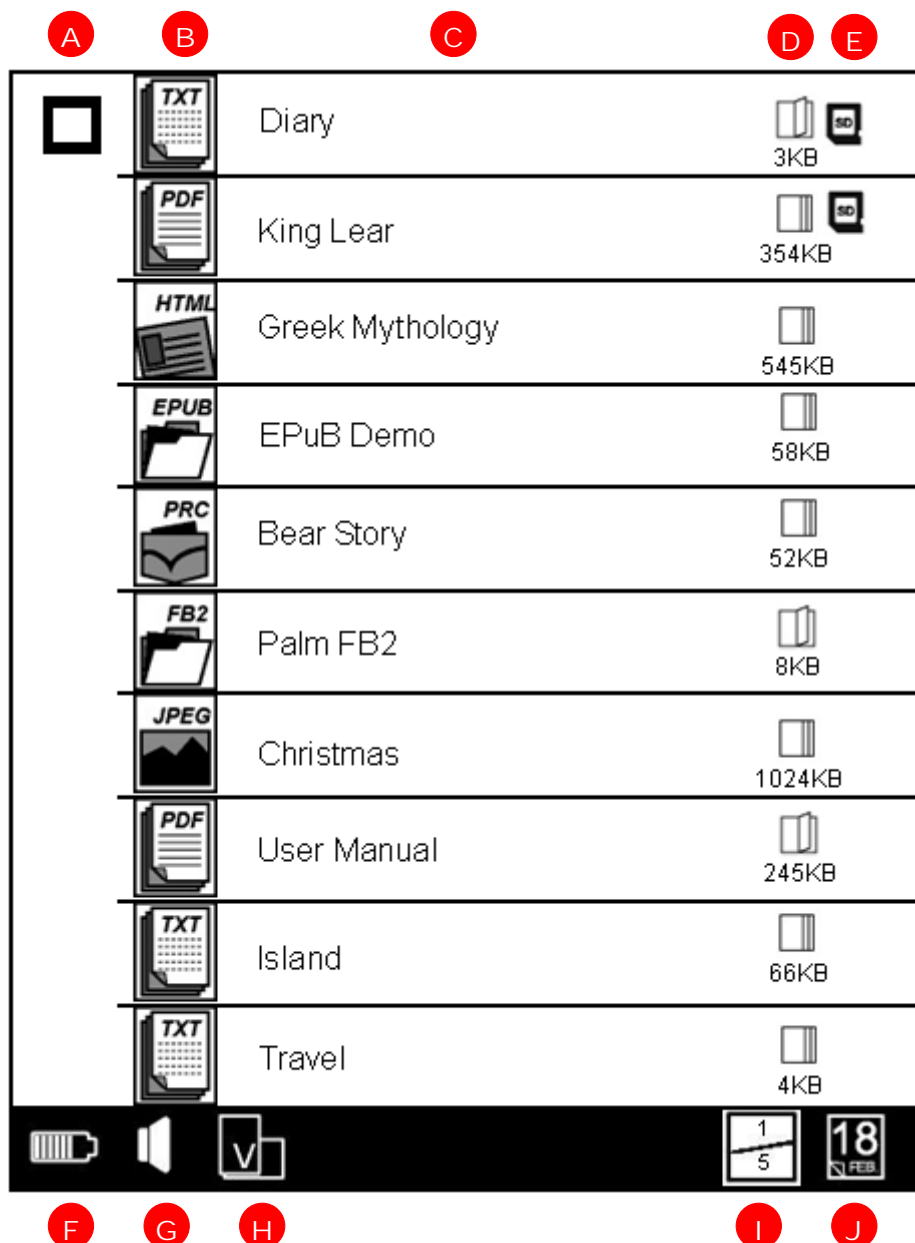 A B C D E
TXT
Diary
SD
3KB
PDF
King Lear
SD
354KB
HTML
Greek Mythology
545KB
EPUB
EPuB Demo
58KB
PRC
Bear Story
52KB
FB2
Palm FB2
8KB
JPEG
Christmas
1024KB
PDF
User Manual
245KB
TXT
Island
66KB
TXT
Travel
4KB
V
1
5
18
FEB.
F G H I J